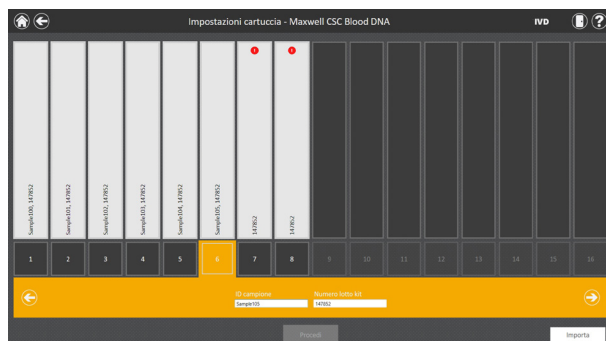 Impostazioni cartuccia - Maxwell CSC Blood DNA
IVD
?
!
!
Sample100, 147852
Sample101, 147852
Sample102, 147852
Sample103, 147852
Sample104, 147852
Sample105, 147852
147852
147852
1 2 3 4 5 6 7 8 9 10 11 12 13 14 15 16
ID campione
Numero lotto kit
Sample105
147852
Procedi
Importa